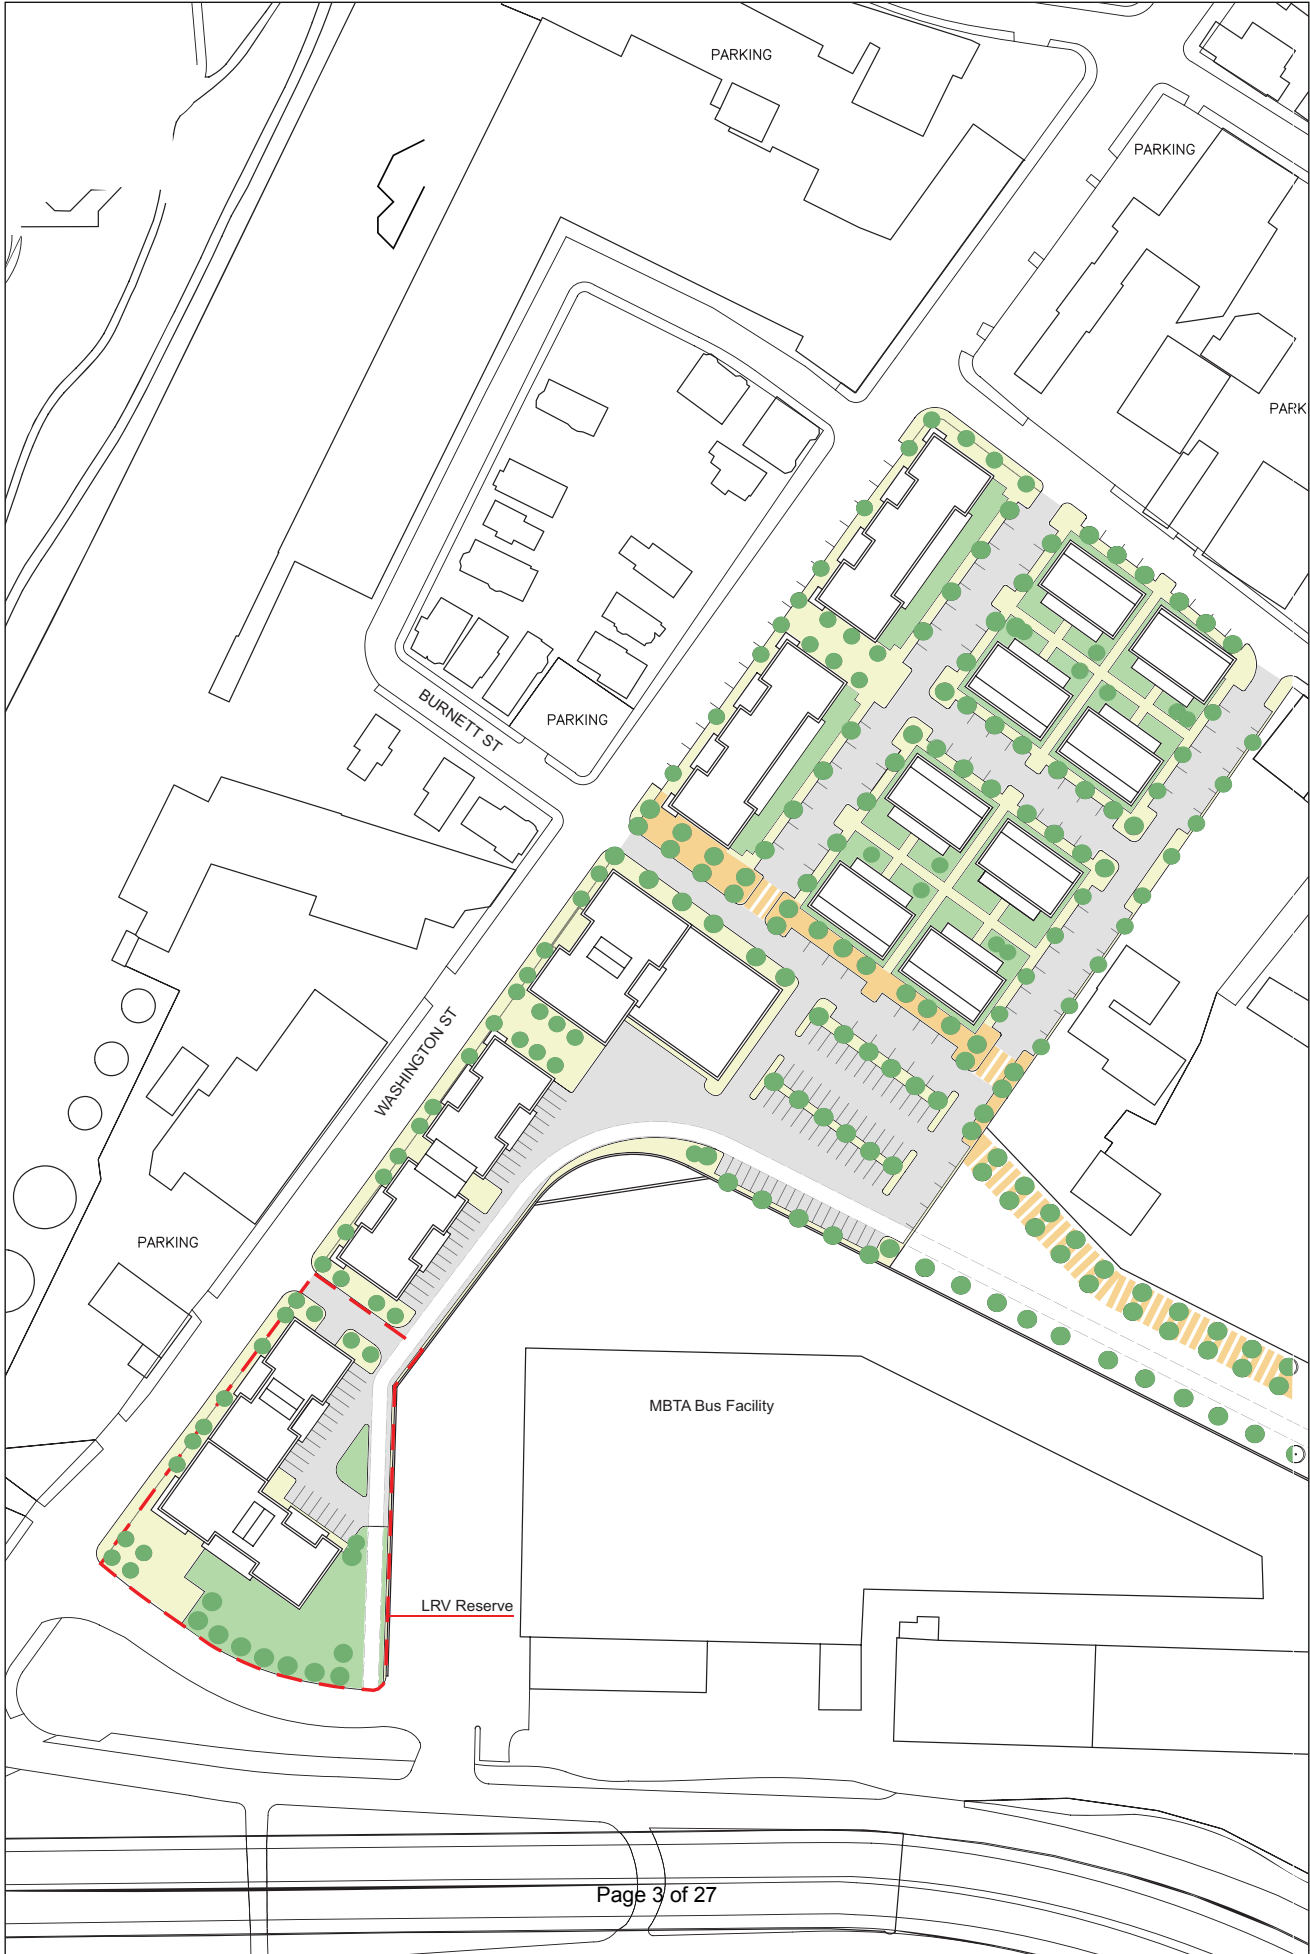 PARKING
PARKING
PARK
BURNETT ST
PARKING
WASHINGTON ST
PARKING
MBTA Bus Facility
LRV Reserve
Page 3 of 27